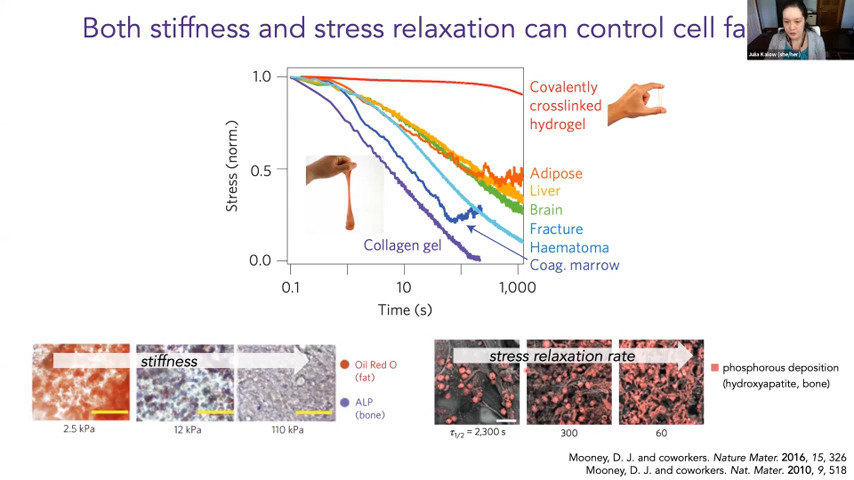 Both stiffness and stress relaxation can control cell fa
Julia Kalow (she/her)
1.0
0.5
0.0
Stress (norm.)
0.1
10
1,000
Time (s)
Covalently
crosslinked
hydrogel
Adipose
Liver
Brain
Fracture
Haematoma
Coag. marrow
Collagen gel
stiffness
2.5 kPa
12 kPa
110 kPa
Oil Red O
(fat)
ALP
(bone)
stress relaxation rate
τ1/2 = 2,300 s
300
60
phosphorous deposition
(hydroxyapatite, bone)
Mooney, D. J. and coworkers. Nature Mater. 2016, 15, 326
Mooney, D. J. and coworkers. Nat. Mater. 2010, 9, 518